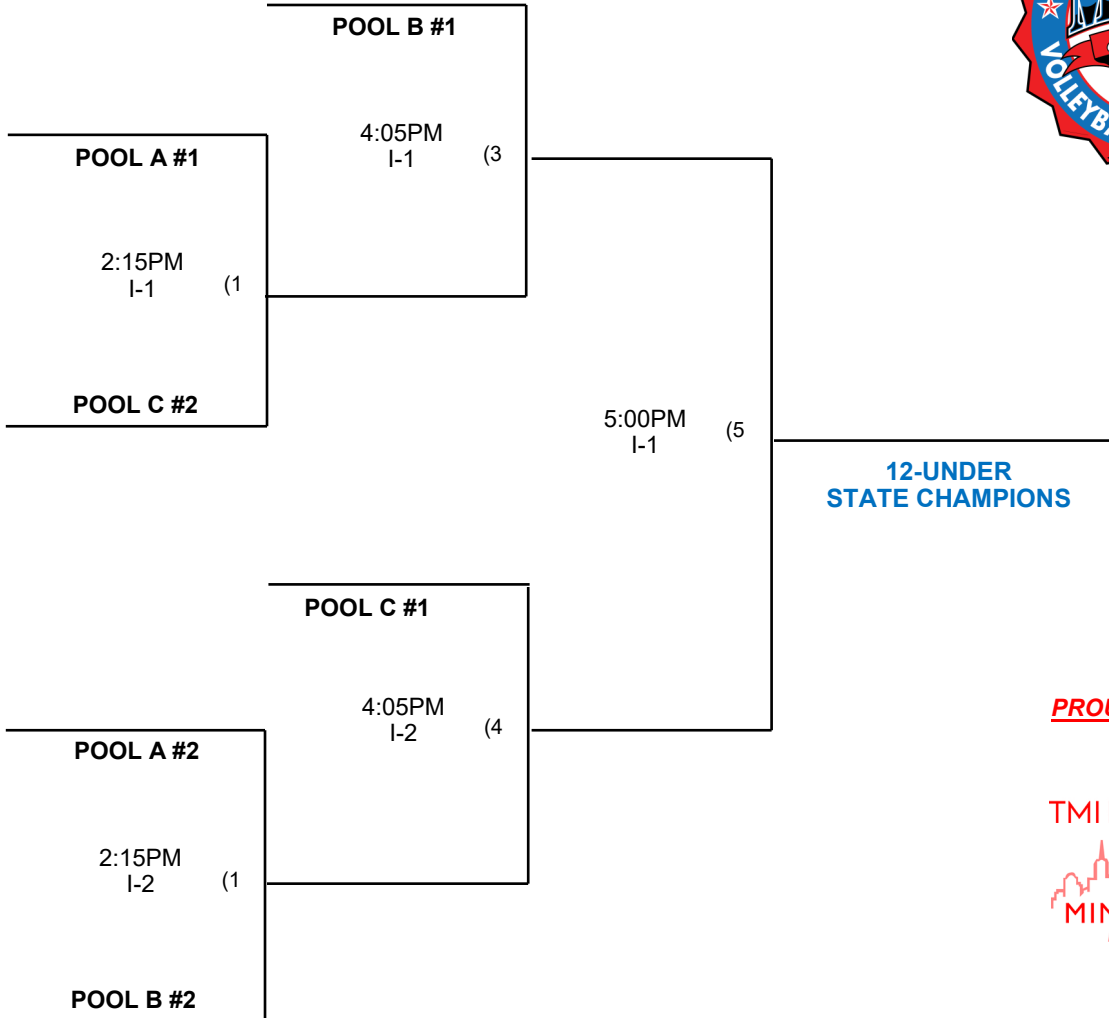 POOL B #1
4:05PM
I-1 (3
POOL A #1
2:15PM
I-1 (1
POOL C #2
5:00PM
I-1 (5
12-UNDER
STATE CHAMPIONS
POOL C #1
4:05PM
I-2 (4
POOL A #2
2:15PM
I-2 (1
POOL B #2
TMI